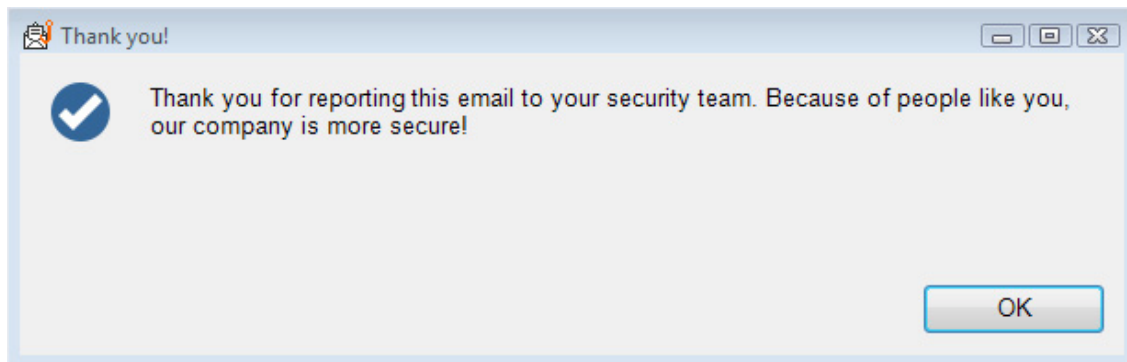 Thank you!
Thank you for reporting this email to your security team. Because of people like you,
our company is more secure!
OK